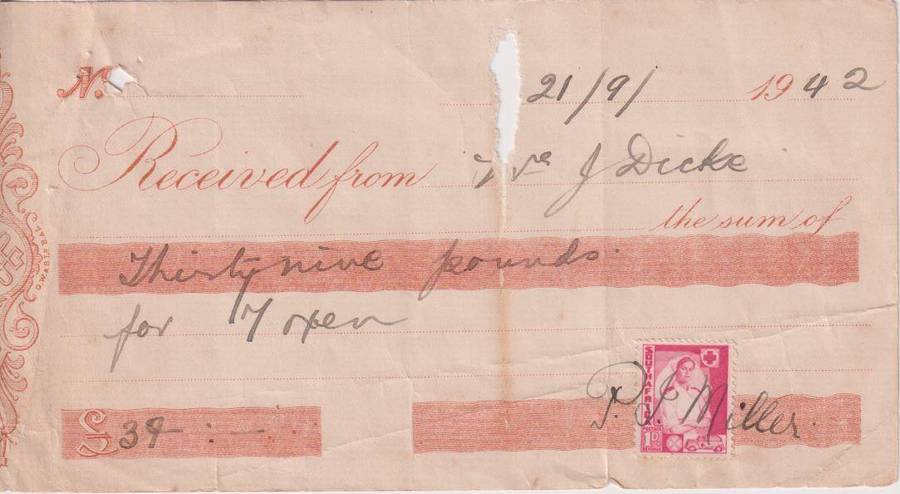 No. 21/9/ 1942
Received from J Dicke
the sum of
Thirty nine pounds.
for 7 oxen
£ 39 - : -
P. J. Miller.
SOUTH AFRICA
1D